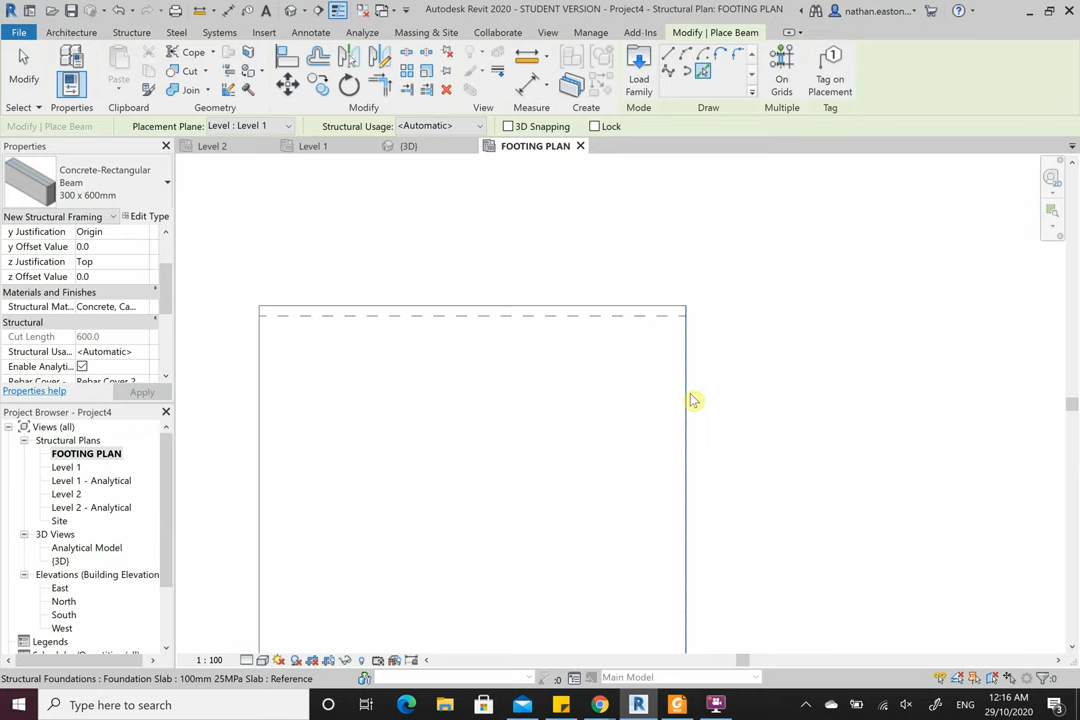 Autodesk Revit 2020 - STUDENT VERSION - Project4 - Structural Plan: FOOTING PLAN
nathan.easton...
File
Architecture
Structure
Steel
Systems
Insert
Annotate
Analyze
Massing & Site
Collaborate
View
Manage
Add-Ins
Modify | Place Beam
Modify
Paste
Cope
Cut
Join
Load
Family
On
Grids
Tag on
Placement
Select
Properties
Clipboard
Geometry
Modify
View
Measure
Create
Mode
Draw
Multiple
Tag
Modify | Place Beam
Placement Plane: Level : Level 1
Structural Usage: <Automatic>
3D Snapping
Lock
Properties
Level 2
Level 1
{3D}
FOOTING PLAN
Concrete-Rectangular
Beam
300 x 600mm
New Structural Framing
Edit Type
y Justification Origin
y Offset Value 0.0
z Justification Top
z Offset Value 0.0
Materials and Finishes
Structural Mat... Concrete, Ca...
Structural
Cut Length 600.0
Structural Usa... <Automatic>
Enable Analyti...
Rebar Cover - Rebar Cover 2
Properties help
Apply
Project Browser - Project4
Views (all)
Structural Plans
FOOTING PLAN
Level 1
Level 1 - Analytical
Level 2
Level 2 - Analytical
Site
3D Views
Analytical Model
{3D}
Elevations (Building Elevation
East
North
South
West
Legends
1 : 100
Structural Foundations : Foundation Slab : 100mm 25MPa Slab : Reference
:0
Main Model
:0
Type here to search
ENG
12:16 AM
29/10/2020
3